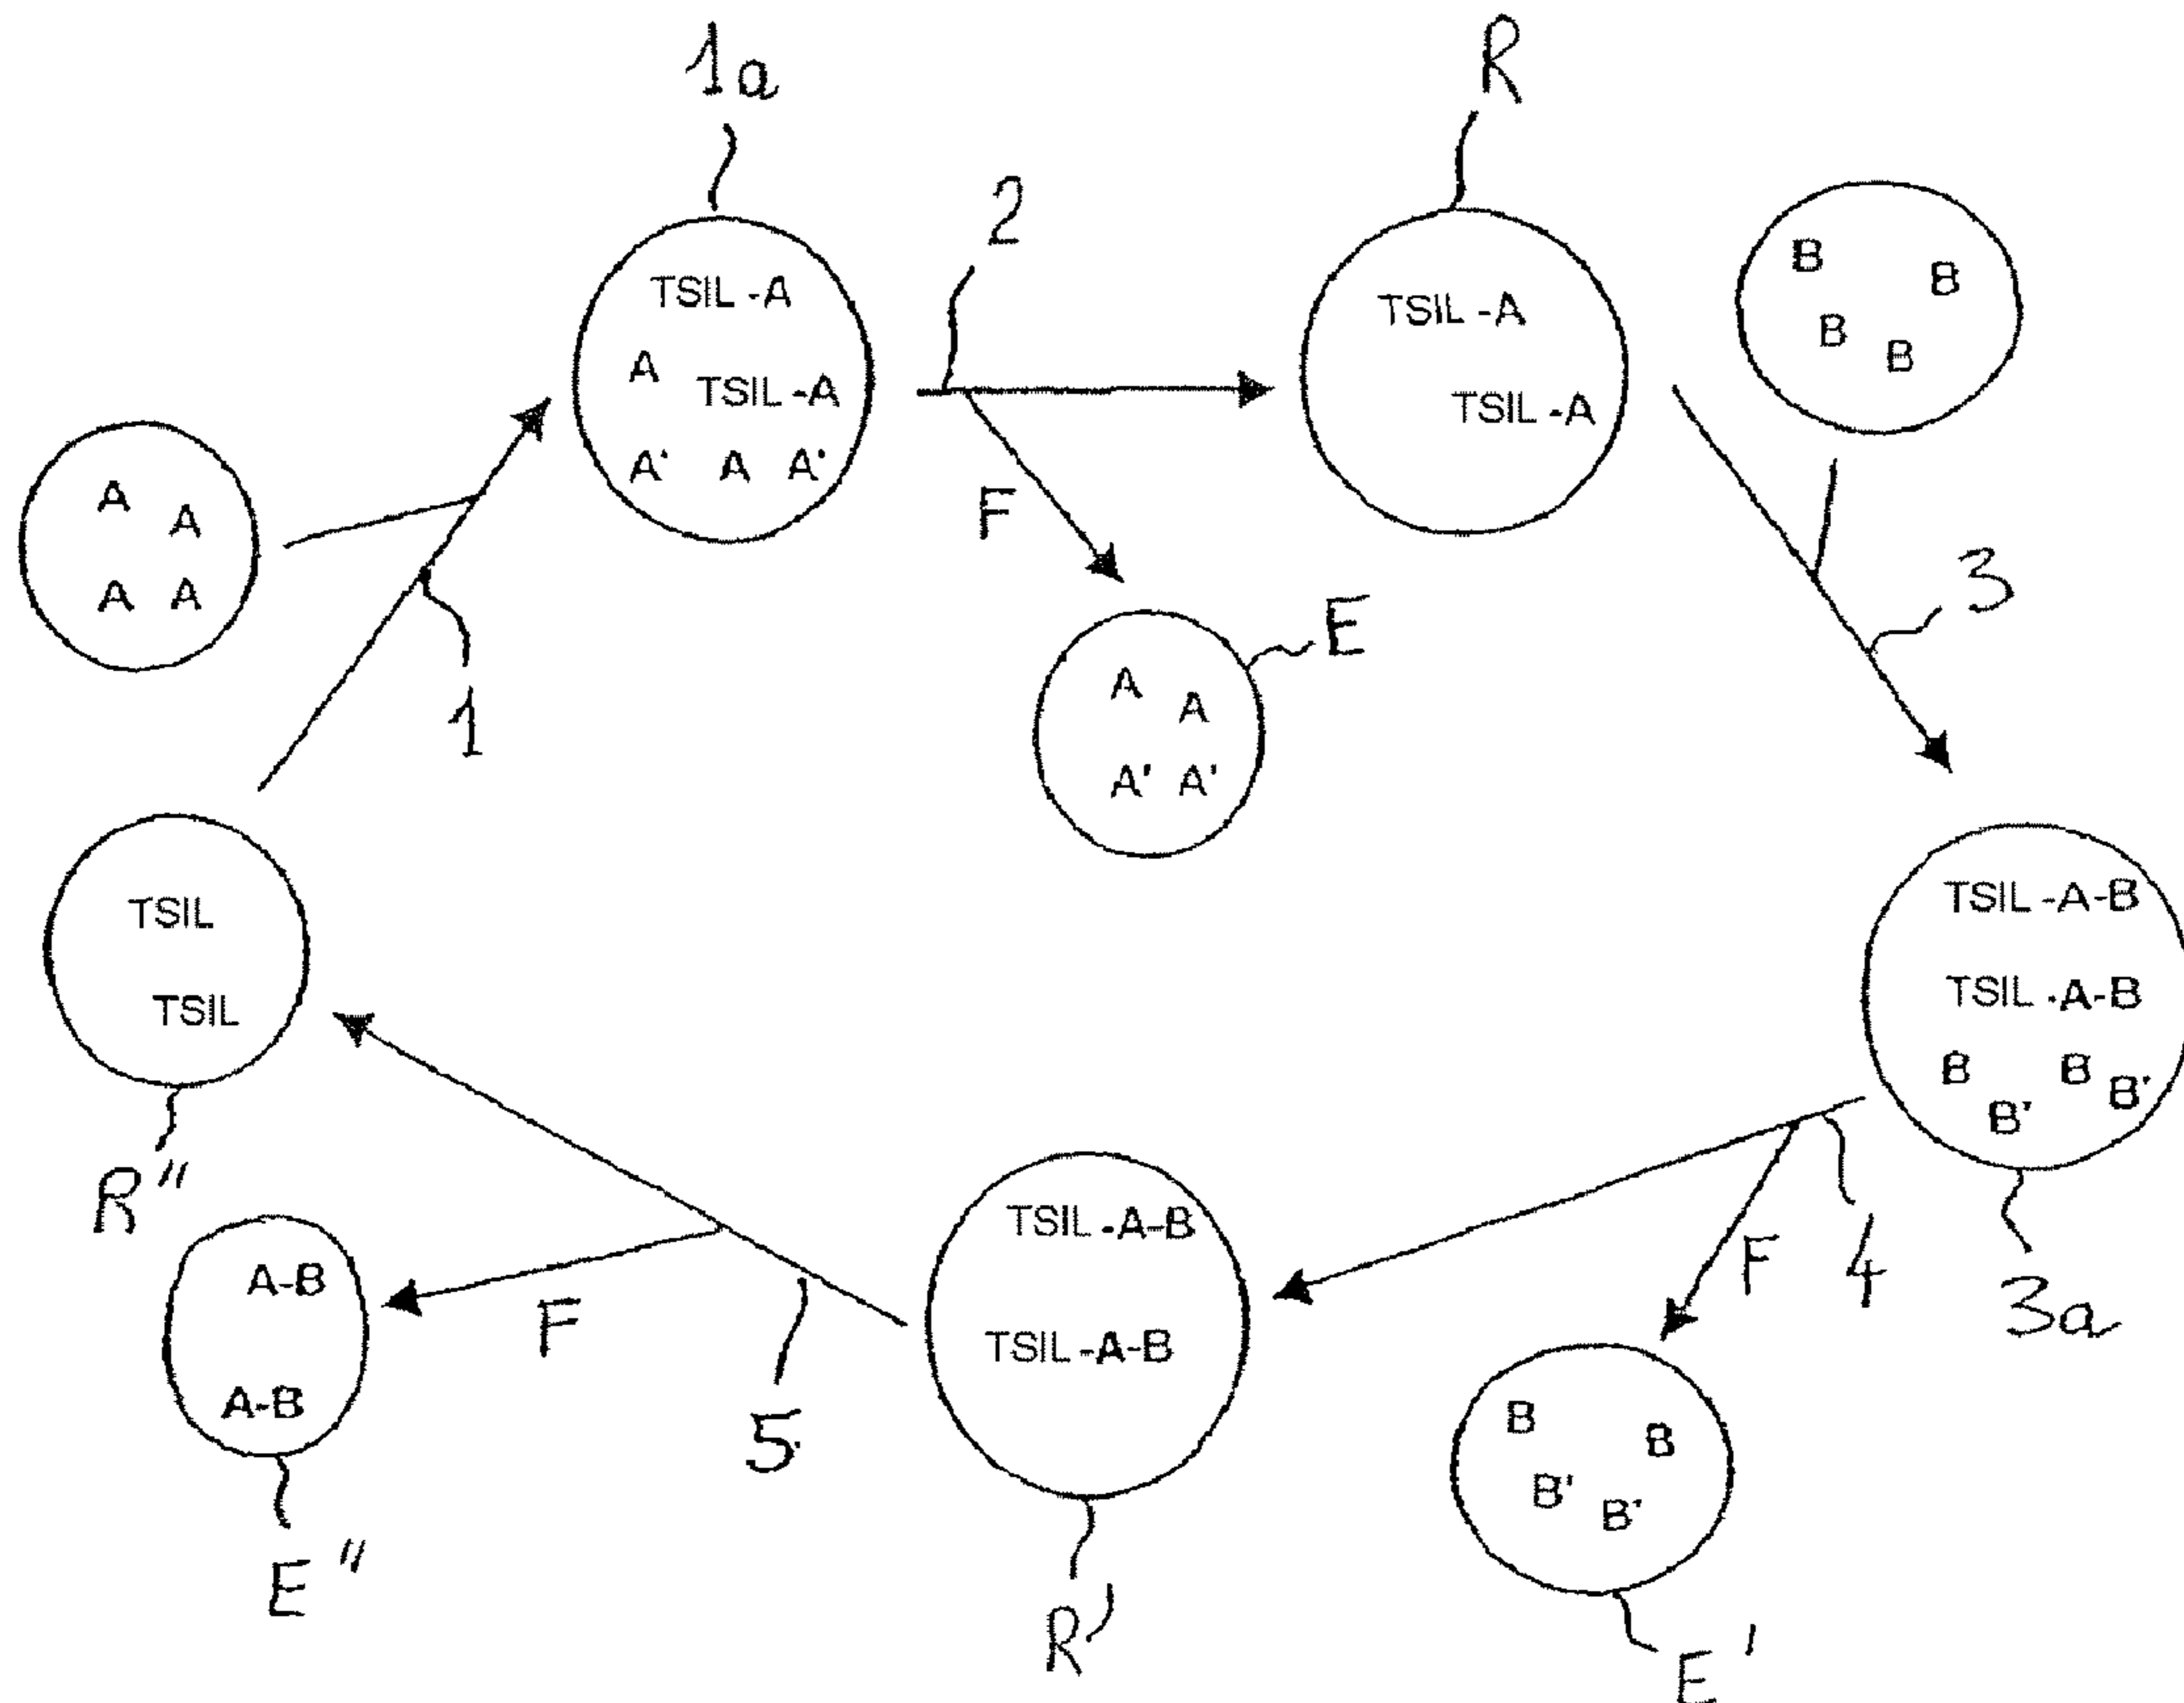 1a
R
2
TSIL -A
A
TSIL -A
A' A A'
TSIL -A
TSIL -A
B
B
B
B
A
A
A A
F
3
1
E
A
A
A' A'
TSIL
TSIL
TSIL -A-B
TSIL -A-B
B B
B' B'
R"
TSIL -A-B
TSIL -A-B
F
4
3a
A-B
A-B
F
5
B
B
B'
B'
E"
R'
E'